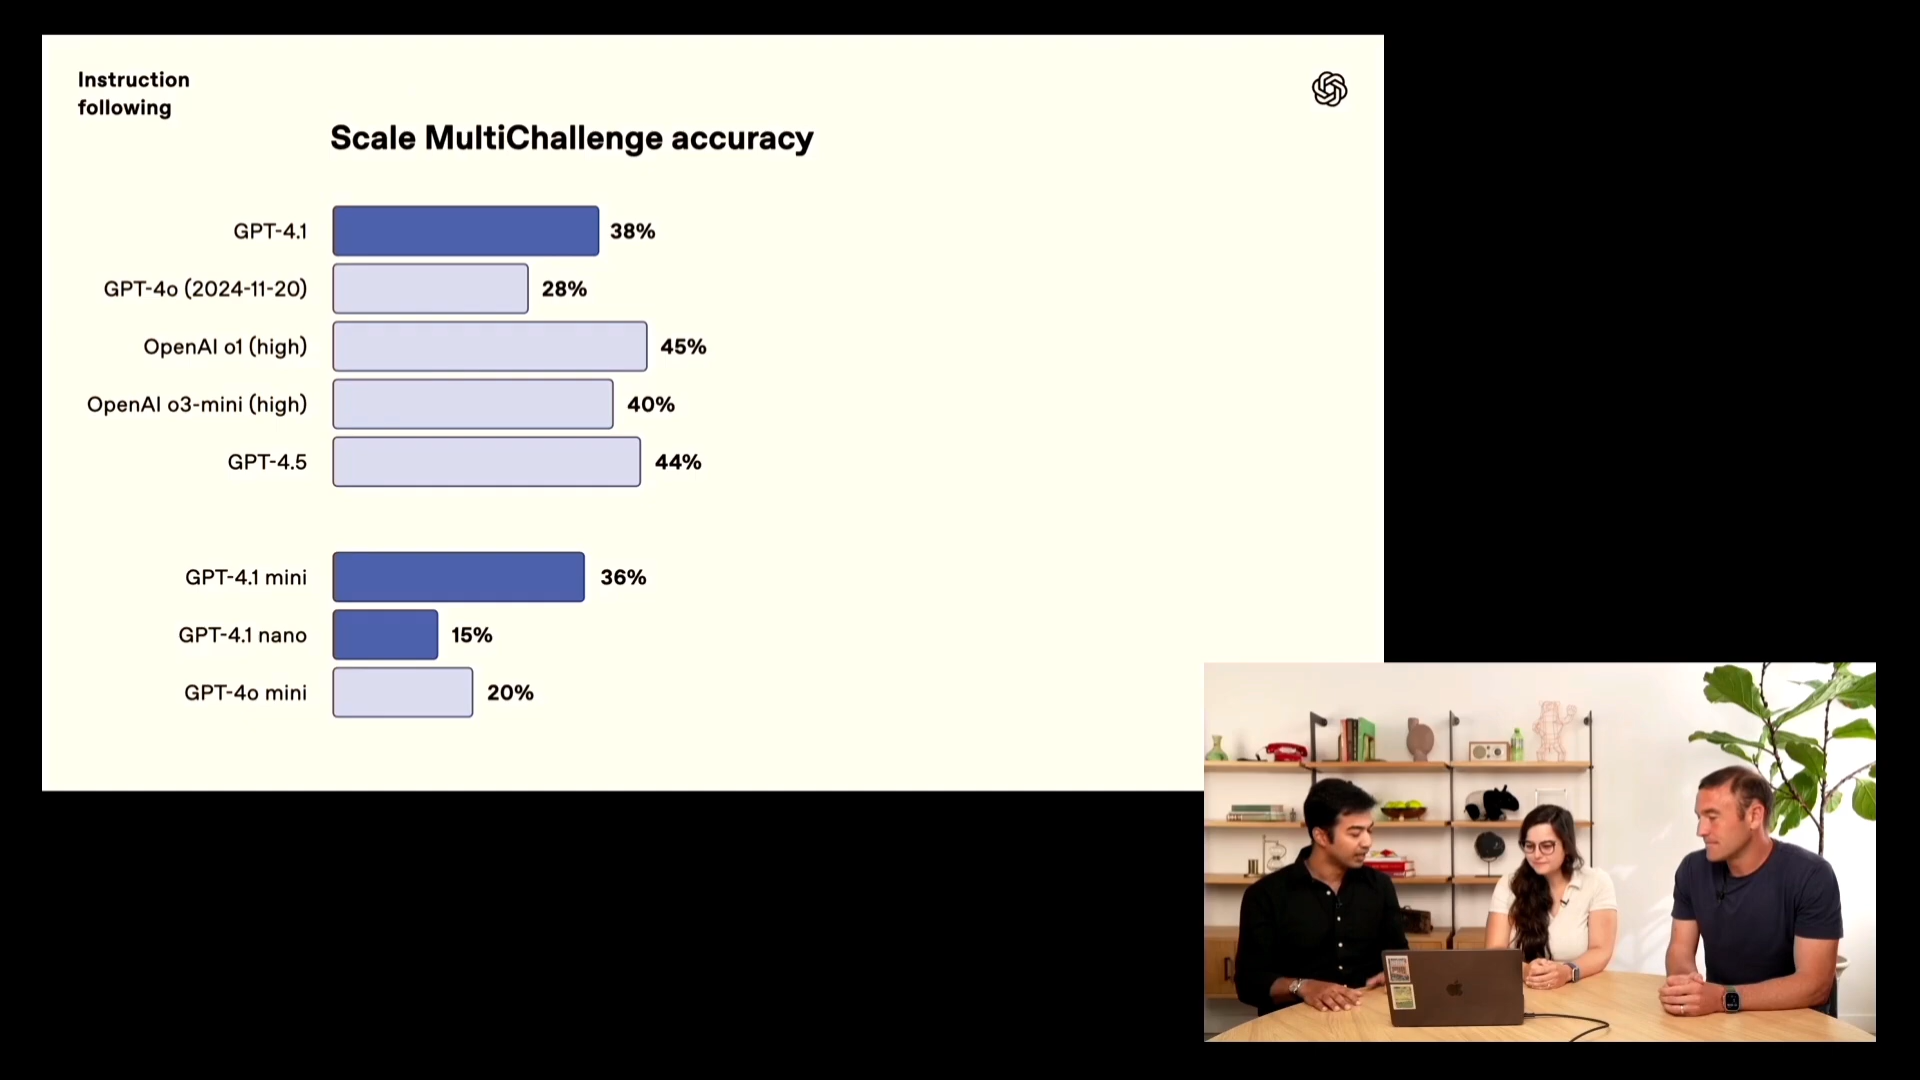 Instruction
following
Scale MultiChallenge accuracy
GPT-4.1 38%
GPT-4o (2024-11-20) 28%
OpenAI o1 (high) 45%
OpenAI o3-mini (high) 40%
GPT-4.5 44%
GPT-4.1 mini 36%
GPT-4.1 nano 15%
GPT-4o mini 20%